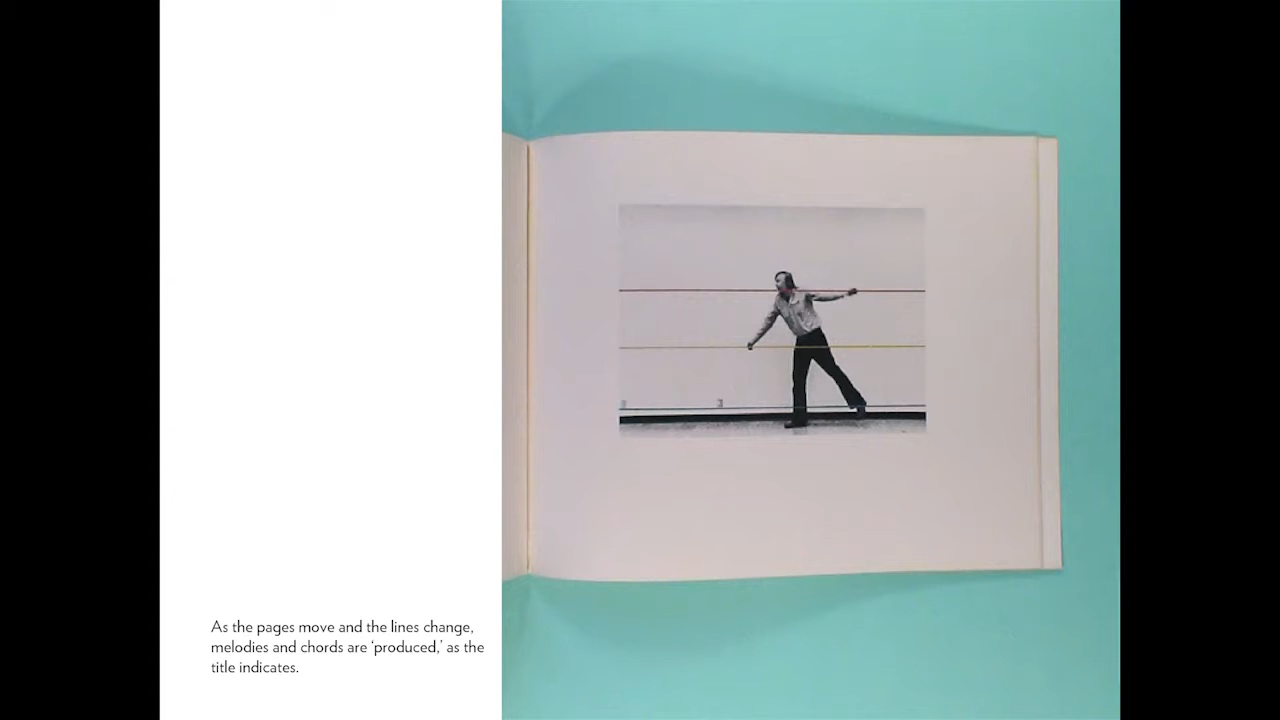 As the pages move and the lines change,
melodies and chords are ‘produced,’ as the
title indicates.